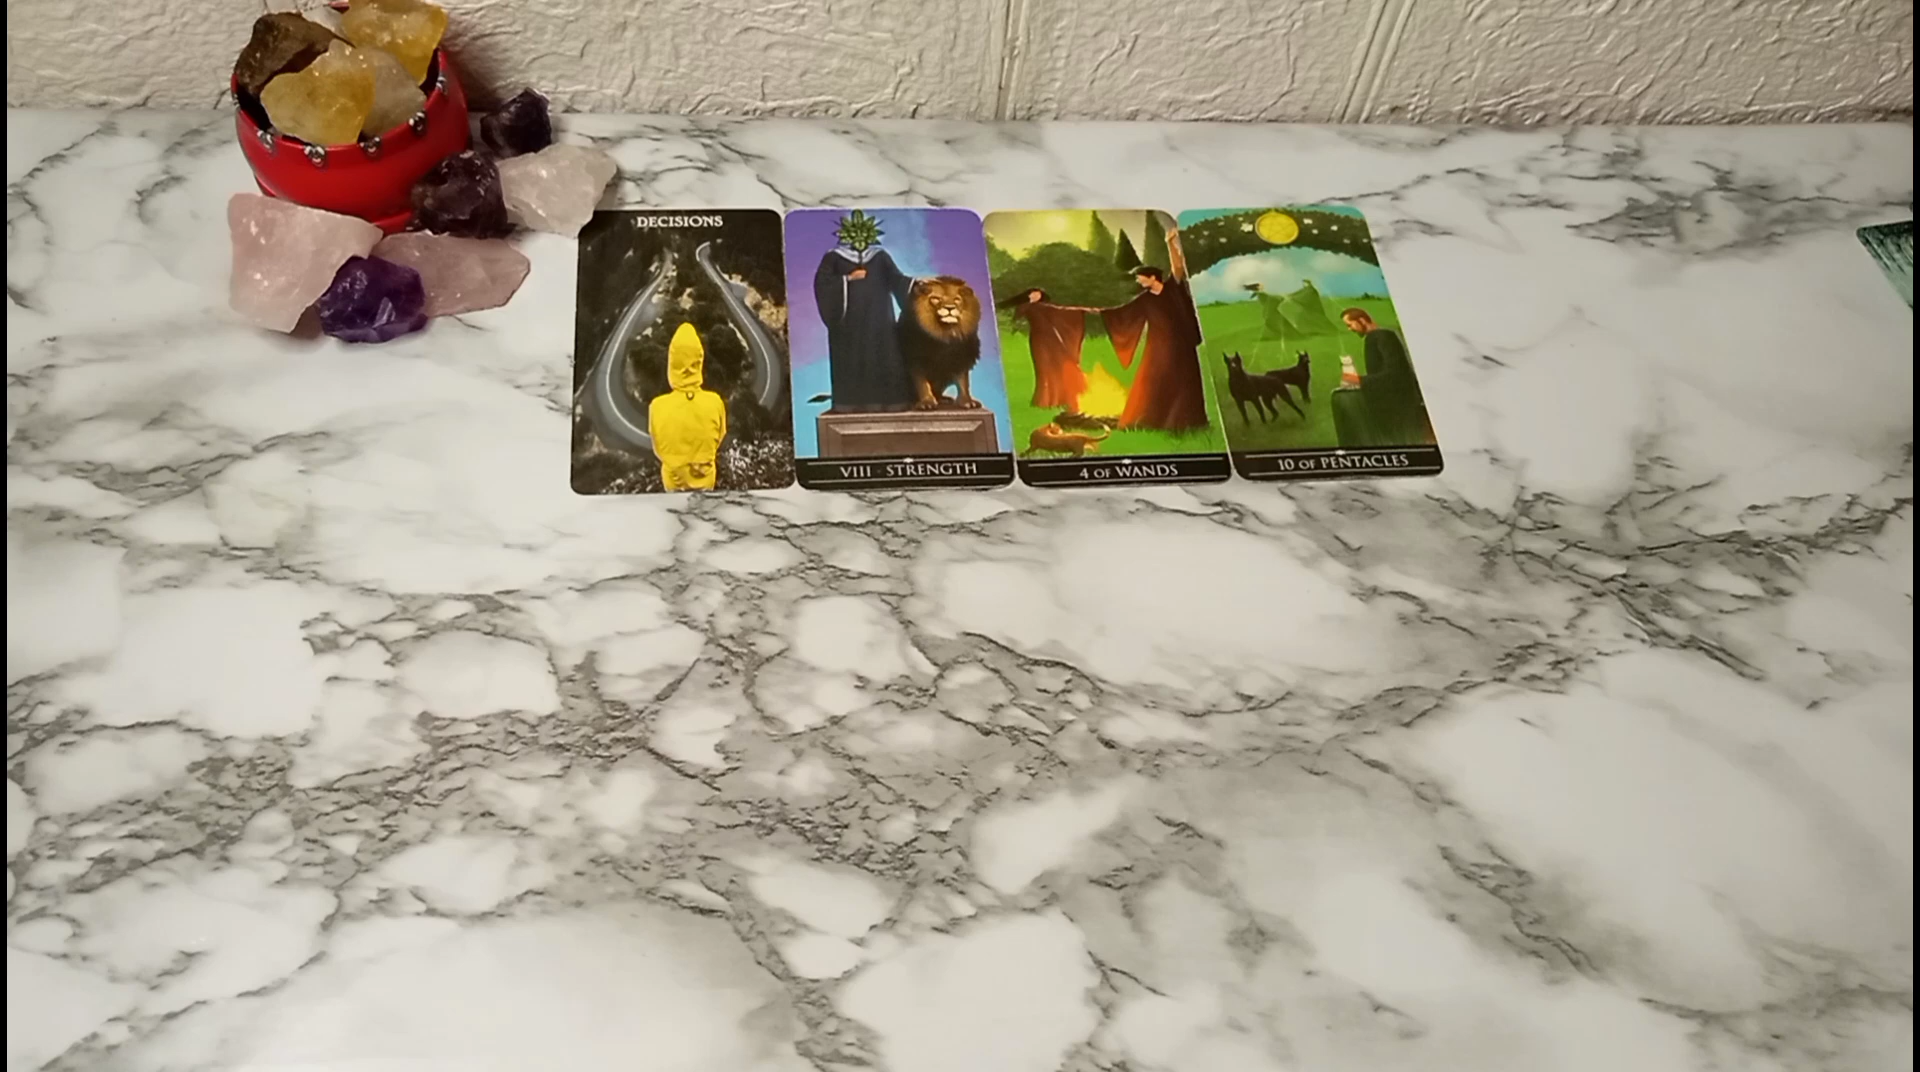 DECISIONS
VIII · STRENGTH
4 OF WANDS
10 OF PENTACLES